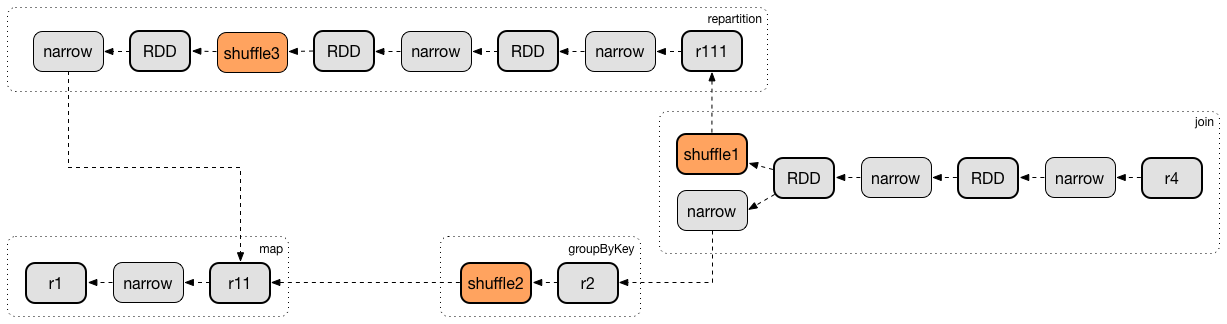 repartition
narrow
RDD
shuffle3
RDD
narrow
RDD
narrow
r111
join
shuffle1
narrow
RDD
narrow
RDD
narrow
r4
map
r1
narrow
r11
groupByKey
shuffle2
r2